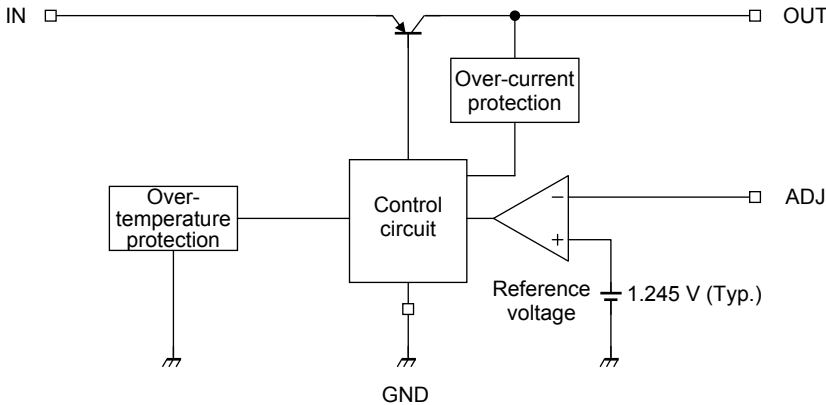 IN
OUT
Over-current
protection
Over-
temperature
protection
Control
circuit
−
+
ADJ
Reference
voltage
1.245 V (Typ.)
GND